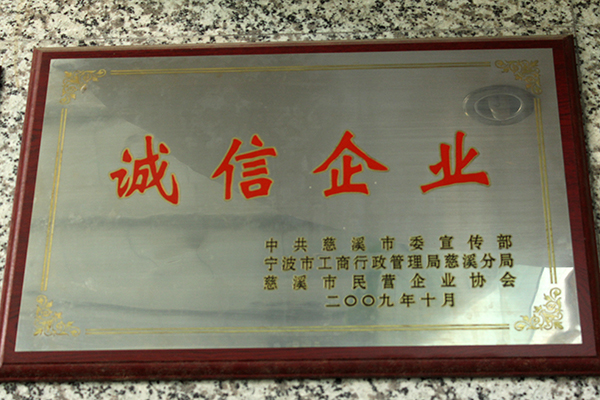 诚信企业
中共慈溪市委宣传部
宁波市工商行政管理局慈溪分局
慈溪市民营企业协会
二〇〇九年十月